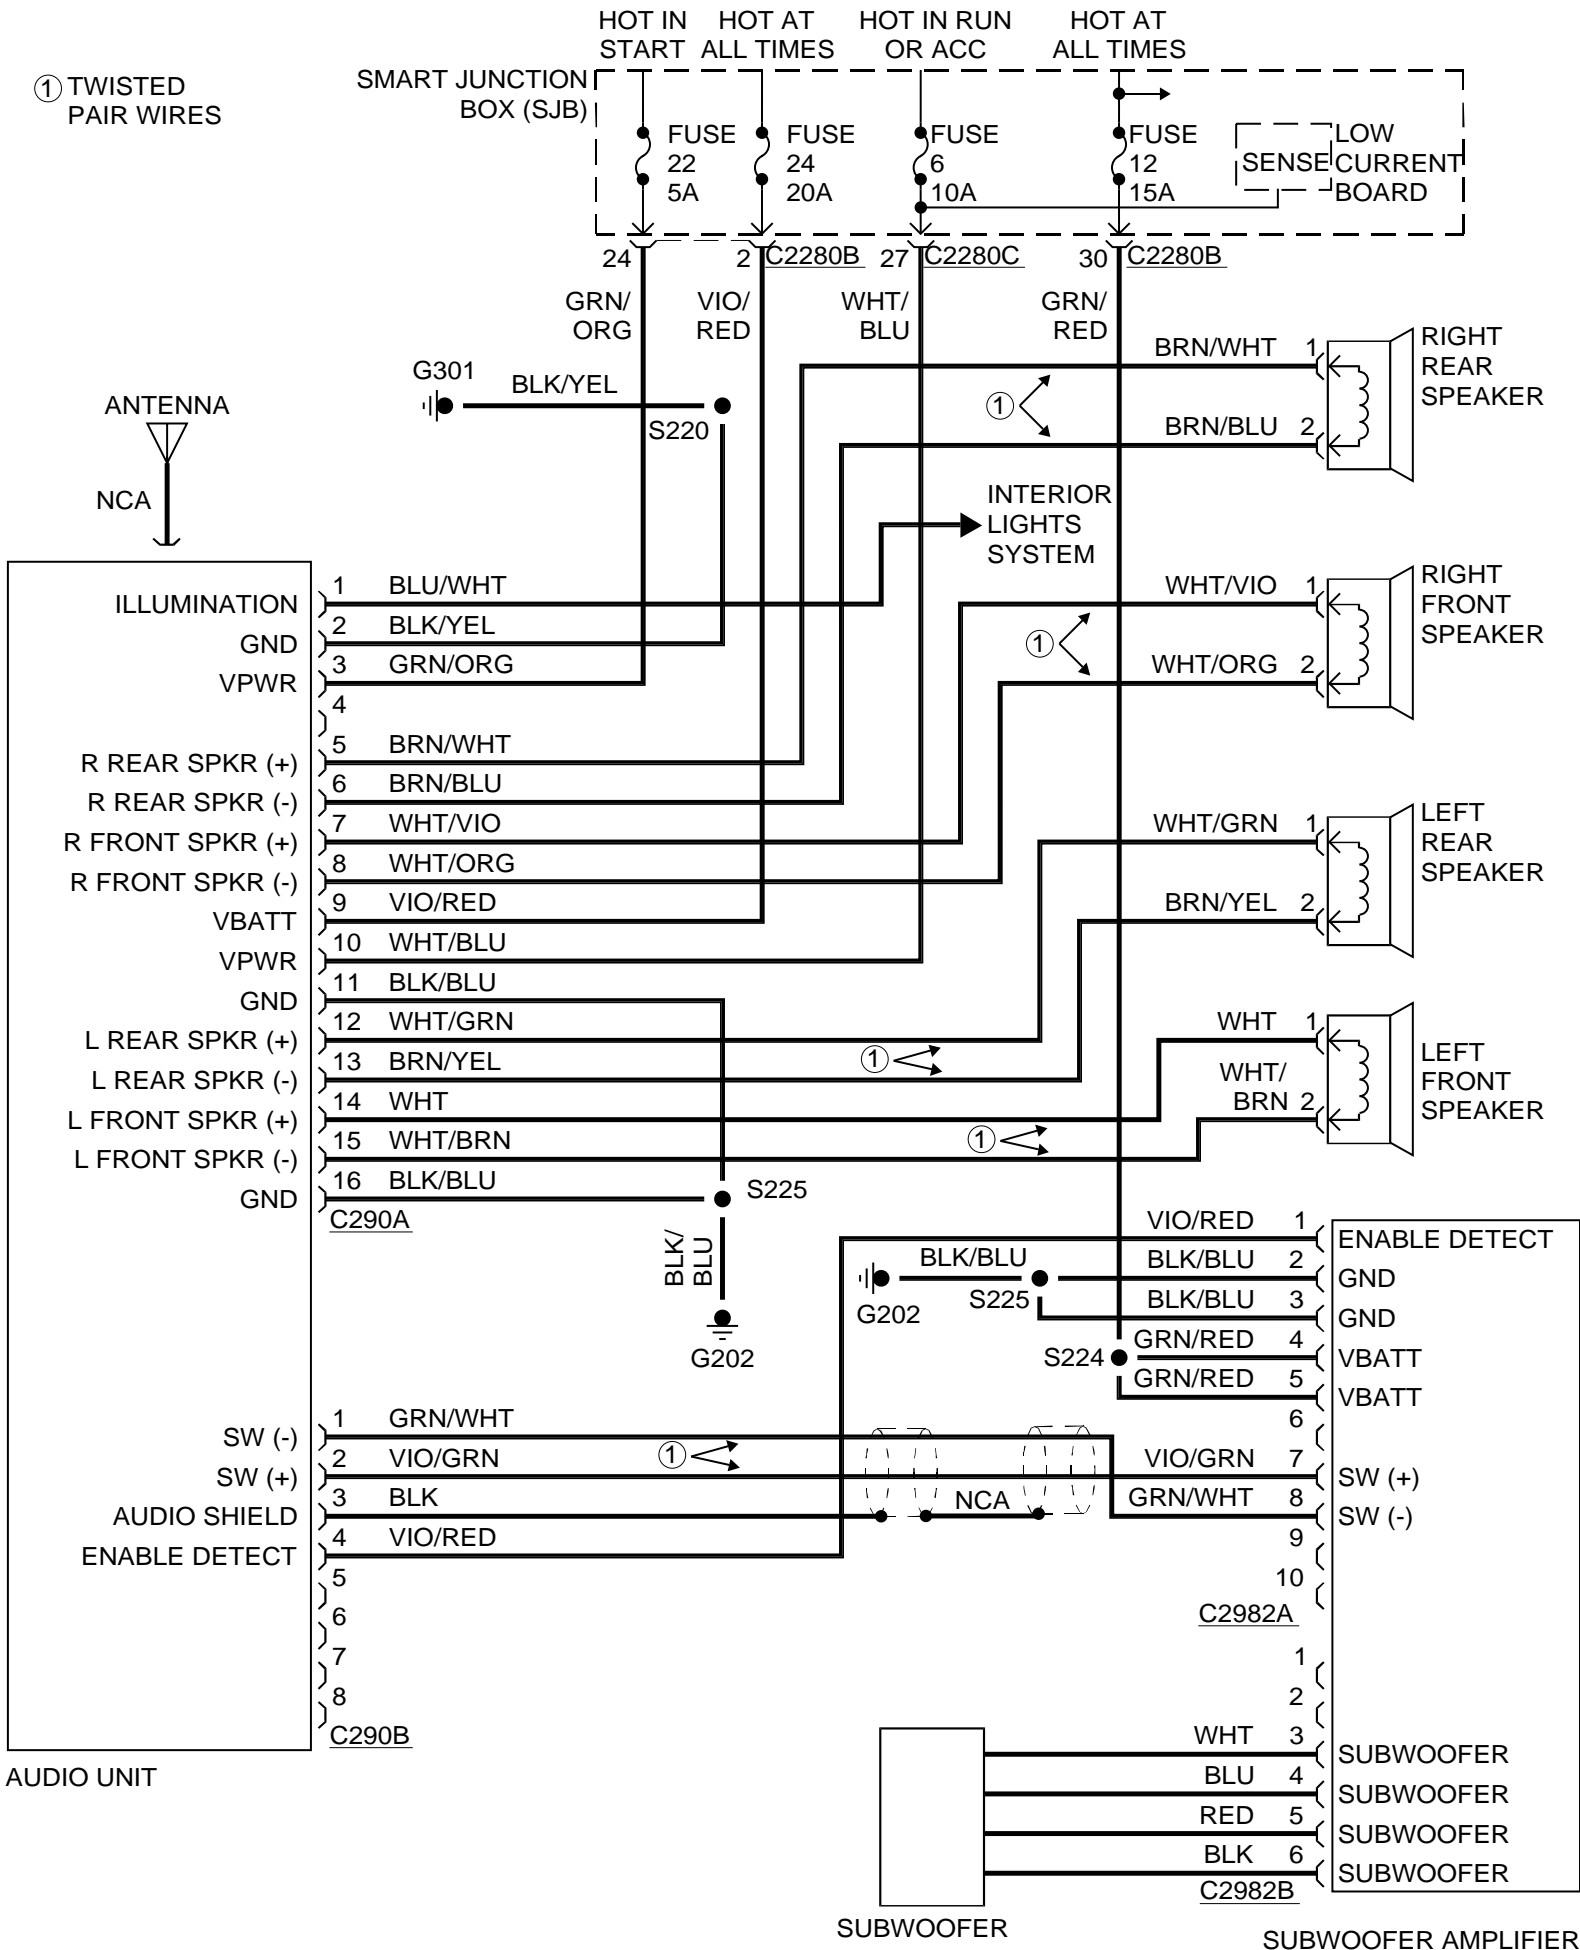 HOT IN HOT AT HOT IN RUN HOT AT
START ALL TIMES OR ACC ALL TIMES
① TWISTED
PAIR WIRES
SMART JUNCTION
BOX (SJB)
FUSE FUSE FUSE FUSE
22 24 6 12
5A 20A 10A 15A
SENSE
LOW
CURRENT
BOARD
24 2 C2280B 27 C2280C 30 C2280B
GRN/ VIO/ WHT/ GRN/
ORG RED BLU RED
G301
BLK/YEL
S220
ANTENNA
NCA
BRN/WHT 1
①
BRN/BLU 2
RIGHT
REAR
SPEAKER
INTERIOR
LIGHTS
SYSTEM
WHT/VIO 1
①
WHT/ORG 2
RIGHT
FRONT
SPEAKER
WHT/GRN 1
BRN/YEL 2
LEFT
REAR
SPEAKER
WHT 1
WHT/
BRN 2
LEFT
FRONT
SPEAKER
ILLUMINATION 1 BLU/WHT
GND 2 BLK/YEL
VPWR 3 GRN/ORG
4
R REAR SPKR (+) 5 BRN/WHT
R REAR SPKR (-) 6 BRN/BLU
R FRONT SPKR (+) 7 WHT/VIO
R FRONT SPKR (-) 8 WHT/ORG
VBATT 9 VIO/RED
VPWR 10 WHT/BLU
GND 11 BLK/BLU
L REAR SPKR (+) 12 WHT/GRN
①
L REAR SPKR (-) 13 BRN/YEL
L FRONT SPKR (+) 14 WHT
①
L FRONT SPKR (-) 15 WHT/BRN
GND 16 BLK/BLU
C290A
S225
BLK/
BLU
G202
BLK/BLU
G202
S225
S224
VIO/RED 1 ENABLE DETECT
BLK/BLU 2 GND
BLK/BLU 3 GND
GRN/RED 4 VBATT
GRN/RED 5 VBATT
6
VIO/GRN 7 SW (+)
GRN/WHT 8 SW (-)
9
10
C2982A
SW (-) 1 GRN/WHT
①
SW (+) 2 VIO/GRN
AUDIO SHIELD 3 BLK
NCA
ENABLE DETECT 4 VIO/RED
5
6
7
8
C290B
AUDIO UNIT
1
2
WHT 3 SUBWOOFER
BLU 4 SUBWOOFER
RED 5 SUBWOOFER
BLK 6 SUBWOOFER
C2982B
SUBWOOFER
SUBWOOFER AMPLIFIER